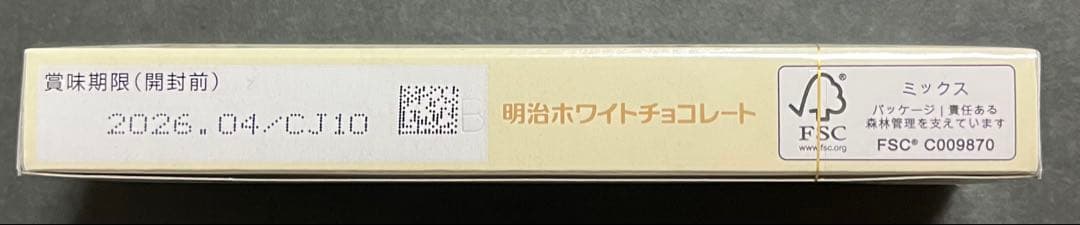 賞味期限(開封前)
2026.04/CJ10
B
明治ホワイトチョコレート
FSC®
www.fsc.org
ミックス
パッケージ|責任ある
森林管理を支えています
FSC® C009870